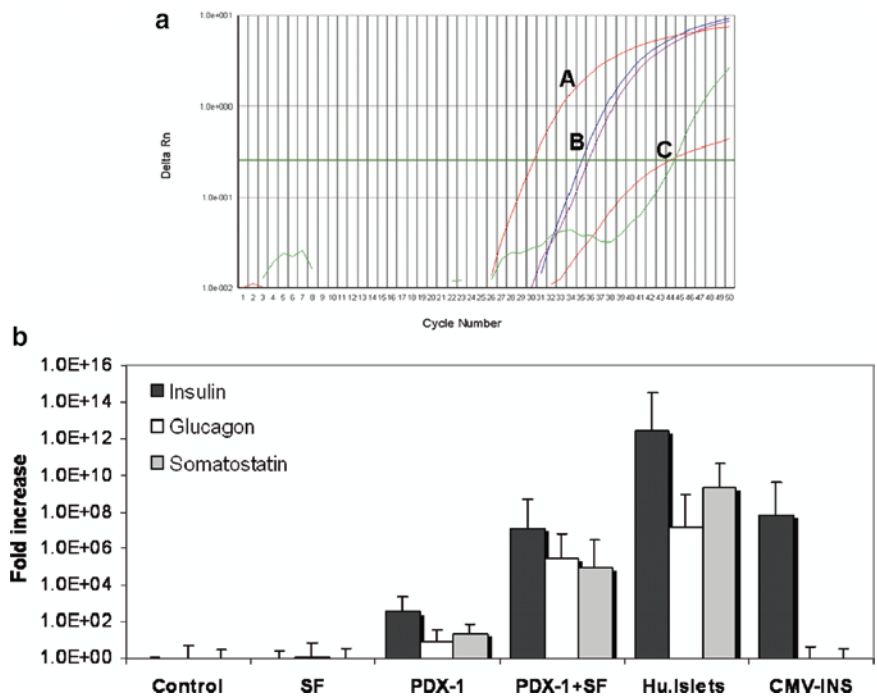 a
1.0e+001
1.0e+000
1.0e-001
1.0e-002
Delta Rn
A
B
C
1 2 3 4 5 6 7 8 9 10 11 12 13 14 15 16 17 18 19 20 21 22 23 24 25 26 27 28 29 30 31 32 33 34 35 36 37 38 39 40 41 42 43 44 45 46 47 48 49 50
Cycle Number
b
1.0E+16
1.0E+14
1.0E+12
1.0E+10
1.0E+08
1.0E+06
1.0E+04
1.0E+02
1.0E+00
Fold increase
Insulin
Glucagon
Somatostatin
Control SF PDX-1 PDX-1+SF Hu.Islets CMV-INS